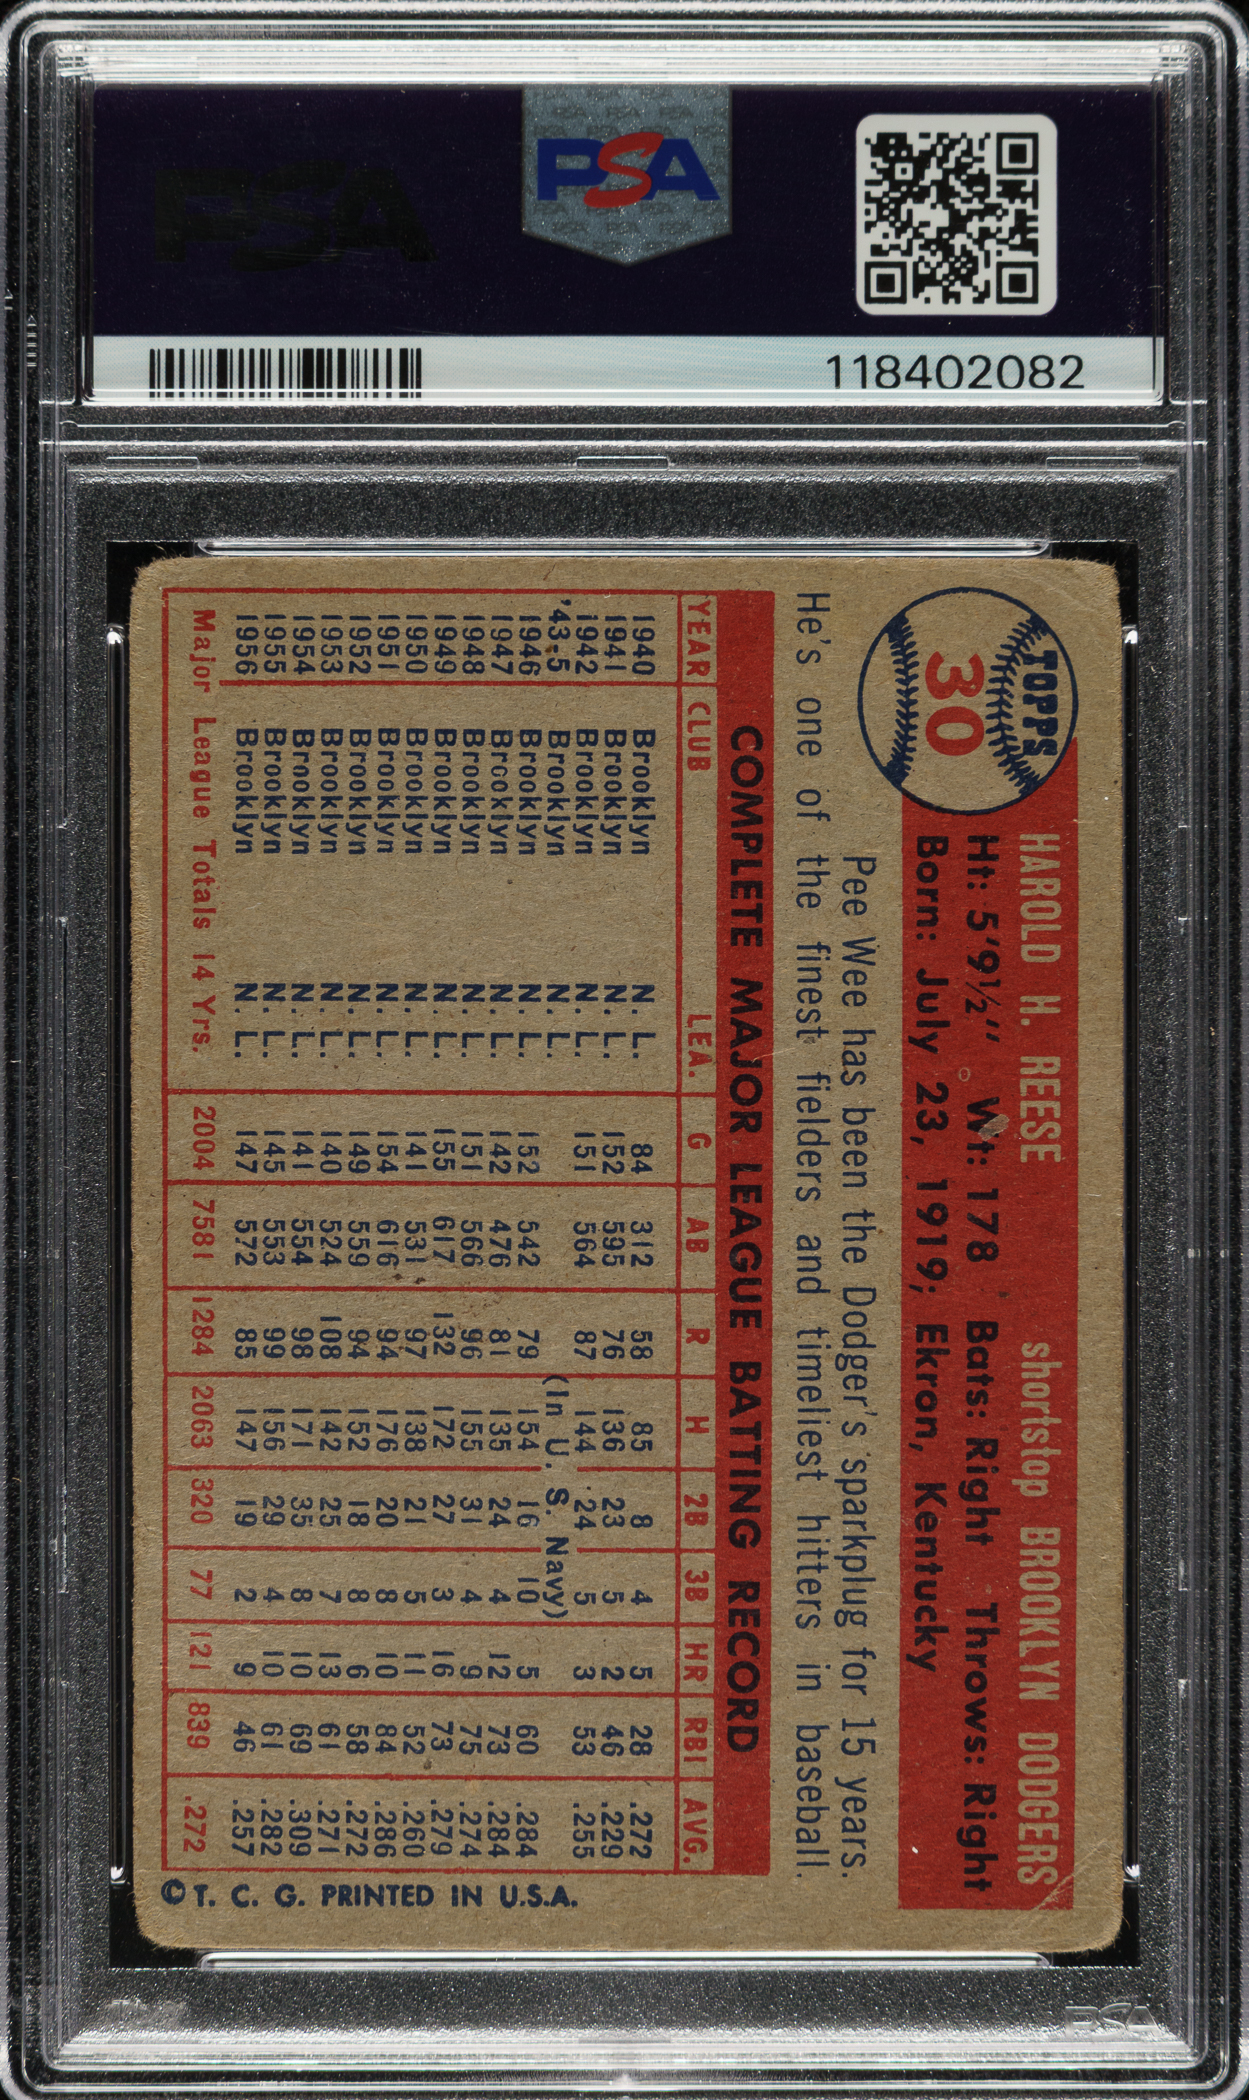 PSA
PSA
118402082
TOPPS
30
HAROLD H. REESE shortstop BROOKLYN DODGERS
Ht: 5'9½" Wt: 178 Bats: Right Throws: Right
Born: July 23, 1919; Ekron, Kentucky
Pee Wee has been the Dodger's sparkplug for 15 years.
He's one of the finest fielders and timeliest hitters in baseball.
COMPLETE MAJOR LEAGUE BATTING RECORD
YEAR CLUB LEA. G AB R H 2B 3B HR RBI AVG.
1940 Brooklyn N. L. 84 312 58 85 8 4 5 28 .272
1941 Brooklyn N. L. 152 595 76 136 23 5 2 46 .229
1942 Brooklyn N. L. 151 564 87 144 24 5 3 53 .255
'43-5 Brooklyn N. L. (In U. S. Navy)
1946 Brooklyn N. L. 152 542 79 154 16 10 5 60 .284
1947 Brooklyn N. L. 142 476 81 135 24 4 12 73 .284
1948 Brooklyn N. L. 151 566 96 155 31 4 9 75 .274
1949 Brooklyn N. L. 155 617 132 172 27 3 16 73 .279
1950 Brooklyn N. L. 141 531 97 138 21 5 11 52 .260
1951 Brooklyn N. L. 154 616 94 176 20 8 10 84 .286
1952 Brooklyn N. L. 149 559 94 152 18 8 6 58 .272
1953 Brooklyn N. L. 140 524 108 142 25 7 13 61 .271
1954 Brooklyn N. L. 141 554 98 171 35 8 10 69 .309
1955 Brooklyn N. L. 145 553 99 156 29 4 10 61 .282
1956 Brooklyn N. L. 147 572 85 147 19 2 9 46 .257
Major League Totals 14 Yrs. 2004 7581 1284 2063 320 77 121 839 .272
© T. C. G. PRINTED IN U.S.A.
PSA